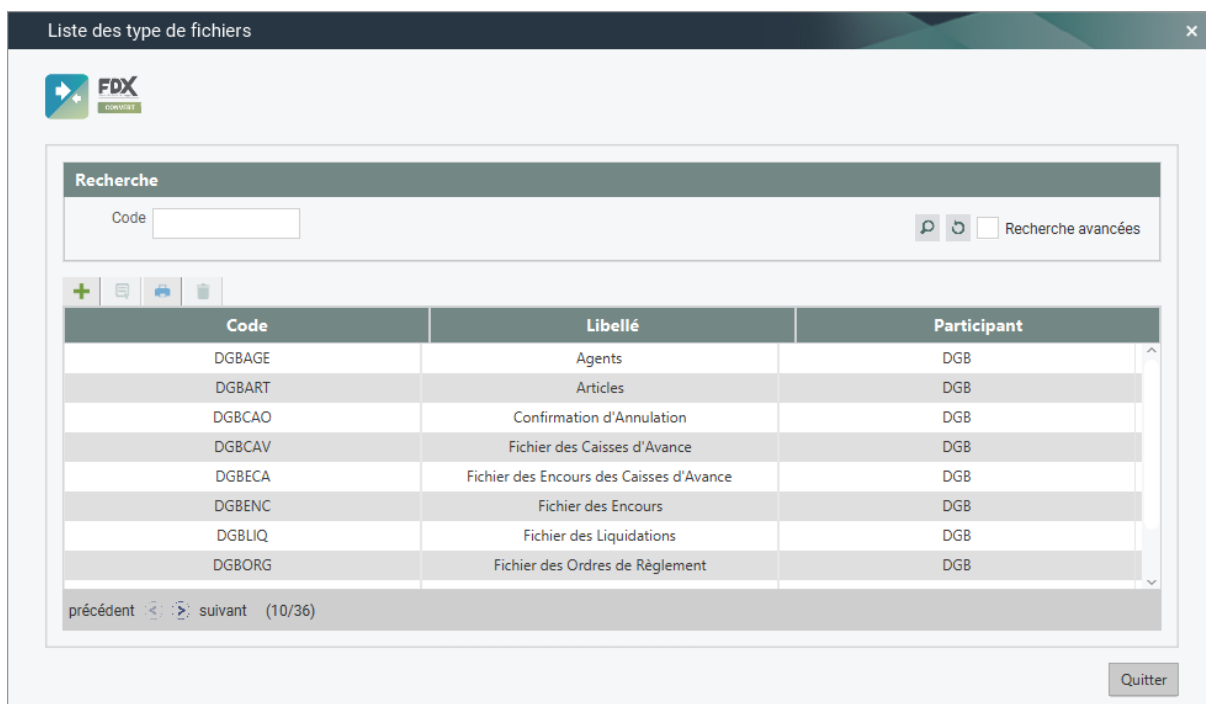 Liste des type de fichiers
FDX
CONVERT
Recherche
Code
Recherche avancées
Code Libellé Participant
DGBAGE Agents DGB
DGBART Articles DGB
DGBCAO Confirmation d'Annulation DGB
DGBCAV Fichier des Caisses d'Avance DGB
DGBECA Fichier des Encours des Caisses d'Avance DGB
DGBENC Fichier des Encours DGB
DGBLIQ Fichier des Liquidations DGB
DGBORG Fichier des Ordres de Règlement DGB
précédent suivant (10/36)
Quitter